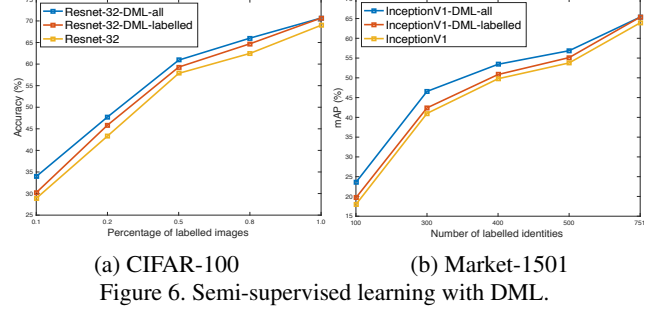 75
70
65
60
55
50
45
40
35
30
25
Accuracy (%)
Resnet-32-DML-all
Resnet-32-DML-labelled
Resnet-32
0.1 0.2 0.5 0.8 1.0
Percentage of labelled images
(a) CIFAR-100
70
65
60
55
50
45
40
35
30
25
20
15
mAP (%)
InceptionV1-DML-all
InceptionV1-DML-labelled
InceptionV1
100 300 400 500 751
Number of labelled identities
(b) Market-1501
Figure 6. Semi-supervised learning with DML.